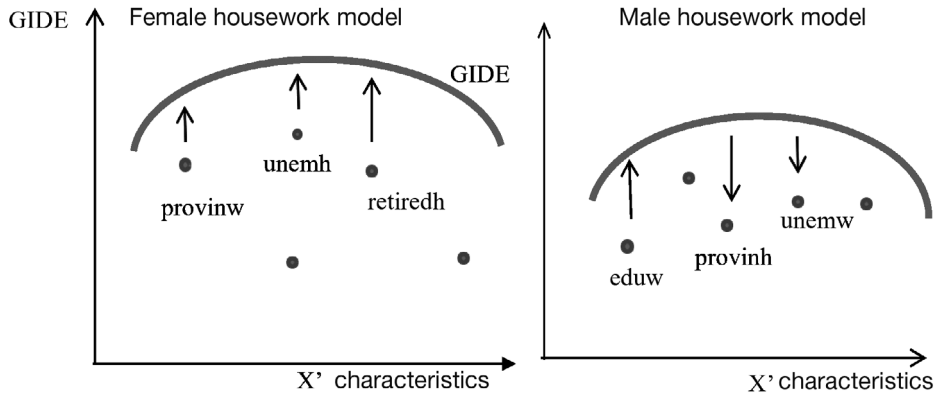 GIDE
Female housework model
GIDE
unemh
provinw
retiredh
X' characteristics
Male housework model
unemw
provinh
eduw
X' characteristics